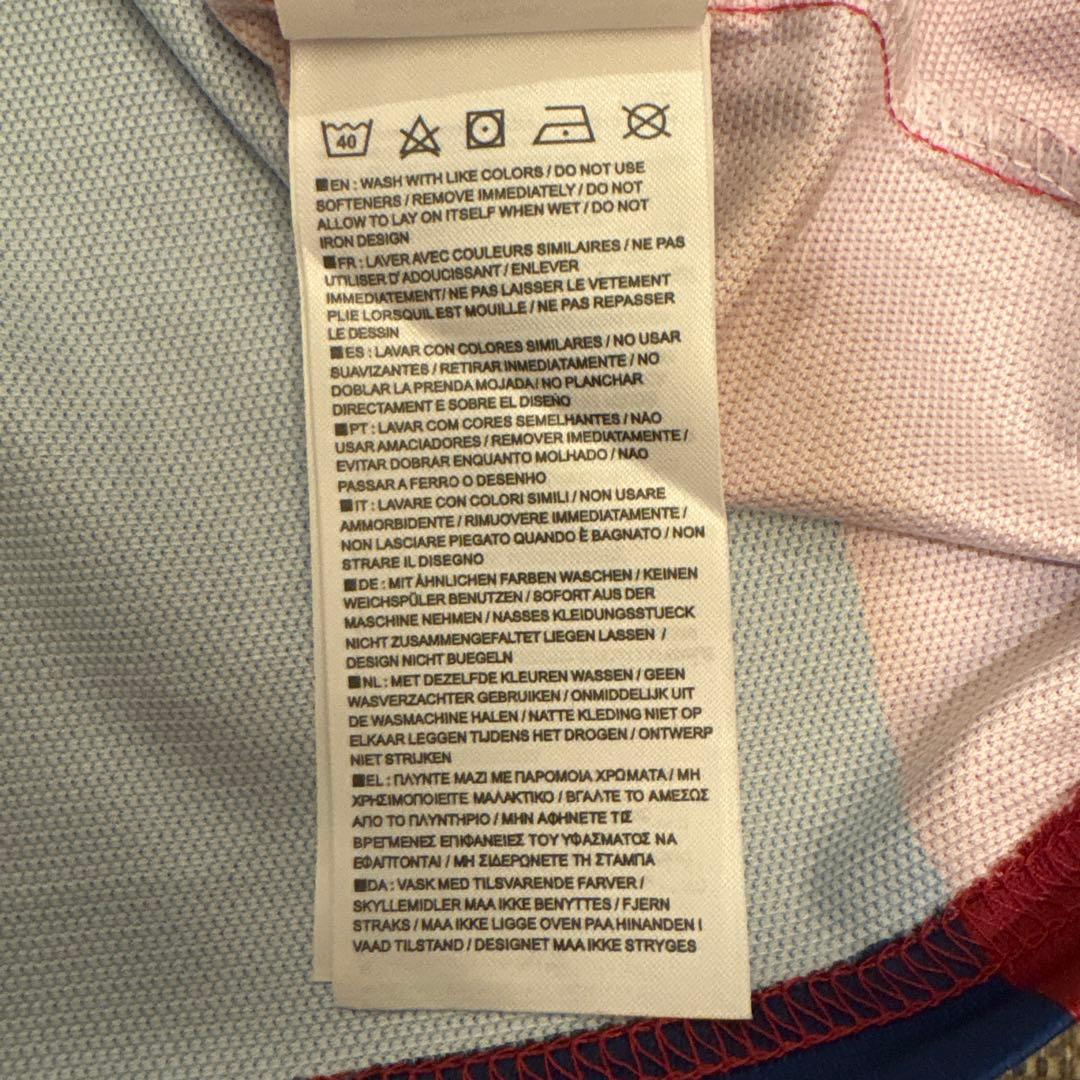 40
■EN : WASH WITH LIKE COLORS / DO NOT USE
SOFTENERS / REMOVE IMMEDIATELY / DO NOT
ALLOW TO LAY ON ITSELF WHEN WET / DO NOT
IRON DESIGN
■FR : LAVER AVEC COULEURS SIMILAIRES / NE PAS
UTILISER D'ADOUCISSANT / ENLEVER
IMMEDIATEMENT/ NE PAS LAISSER LE VETEMENT
PLIE LORSQUIL EST MOUILLE / NE PAS REPASSER
LE DESSIN
■ES : LAVAR CON COLORES SIMILARES / NO USAR
SUAVIZANTES / RETIRAR INMEDIATAMENTE / NO
DOBLAR LA PRENDA MOJADA/ NO PLANCHAR
DIRECTAMENT E SOBRE EL DISEÑO
■PT : LAVAR COM CORES SEMELHANTES / NÃO
USAR AMACIADORES / REMOVER IMEDIATAMENTE /
EVITAR DOBRAR ENQUANTO MOLHADO / NAO
PASSAR A FERRO O DESENHO
■IT : LAVARE CON COLORI SIMILI / NON USARE
AMMORBIDENTE / RIMUOVERE IMMEDIATAMENTE /
NON LASCIARE PIEGATO QUANDO È BAGNATO / NON
STRARE IL DISEGNO
■DE : MIT ÄHNLICHEN FARBEN WASCHEN / KEINEN
WEICHSPÜLER BENUTZEN / SOFORT AUS DER
MASCHINE NEHMEN / NASSES KLEIDUNGSSTUECK
NICHT ZUSAMMENGEFALTET LIEGEN LASSEN /
DESIGN NICHT BUEGELN
■NL : MET DEZELFDE KLEUREN WASSEN / GEEN
WASVERZACHTER GEBRUIKEN / ONMIDDELIJK UIT
DE WASMACHINE HALEN / NATTE KLEDING NIET OP
ELKAAR LEGGEN TIJDENS HET DROGEN / ONTWERP
NIET STRIJKEN
■EL : ΠΛΥΝΤΕ ΜΑΖΙ ΜΕ ΠΑΡΟΜΟΙΑ ΧΡΩΜΑΤΑ / ΜΗ
ΧΡΗΣΙΜΟΠΟΙΕΙΤΕ ΜΑΛΑΚΤΙΚΟ / ΒΓΑΛΤΕ ΤΟ ΑΜΕΣΩΣ
ΑΠΟ ΤΟ ΠΛΥΝΤΗΡΙΟ / ΜΗΝ ΑΦΗΝΕΤΕ ΤΙΣ
ΒΡΕΓΜΕΝΕΣ ΕΠΙΦΑΝΕΙΕΣ ΤΟΥ ΥΦΑΣΜΑΤΟΣ ΝΑ
ΕΦΑΠΤΟΝΤΑΙ / ΜΗ ΣΙΔΕΡΩΝΕΤΕ ΤΗ ΣΤΑΜΠΑ
■DA : VASK MED TILSVARENDE FARVER /
SKYLLEMIDLER MAA IKKE BENYTTES / FJERN
STRAKS / MAA IKKE LIGGE OVEN PAA HINANDEN I
VAAD TILSTAND / DESIGNET MAA IKKE STRYGES